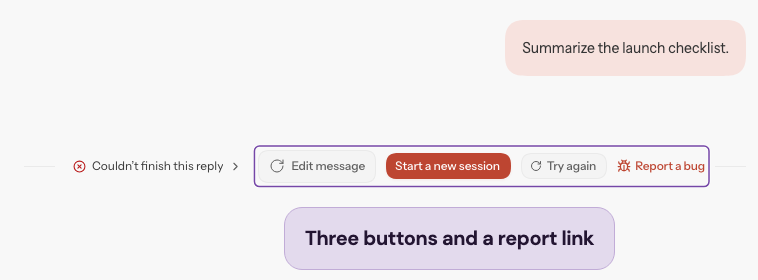 Summarize the launch checklist.
Couldn't finish this reply Edit message Start a new session Try again Report a bug
Three buttons and a report link